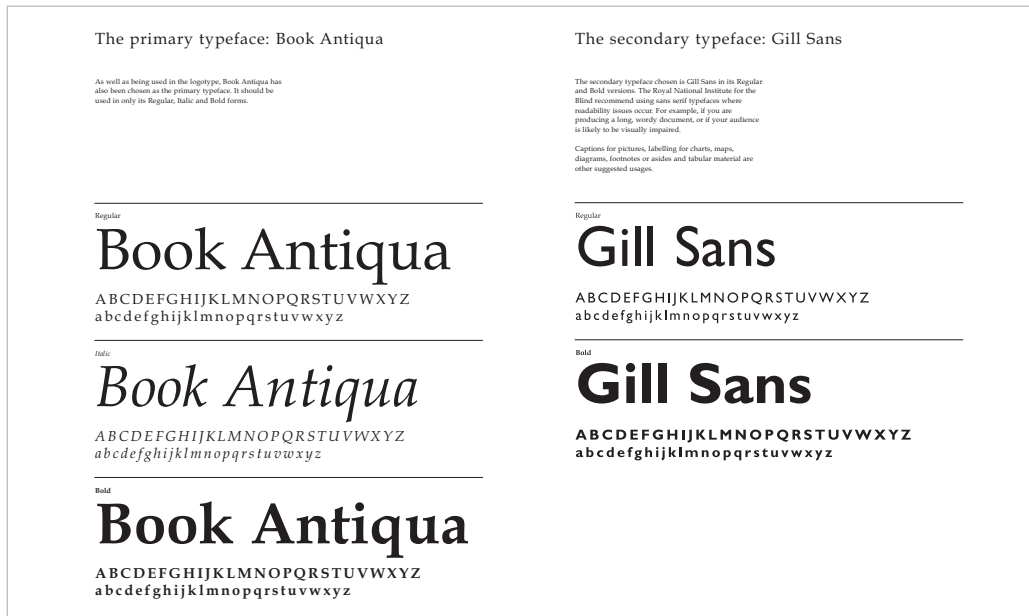 The primary typeface: Book Antiqua
As well as being used in the logotype, Book Antiqua has
also been chosen as the primary typeface. It should be
used in only its Regular, Italic and Bold forms.
Regular
Book Antiqua
ABCDEFGHIJKLMNOPQRSTUVWXYZ
abcdefghijklmnopqrstuvwxyz
Italic
Book Antiqua
ABCDEFGHIJKLMNOPQRSTUVWXYZ
abcdefghijklmnopqrstuvwxyz
Bold
Book Antiqua
ABCDEFGHIJKLMNOPQRSTUVWXYZ
abcdefghijklmnopqrstuvwxyz
The secondary typeface: Gill Sans
The secondary typeface chosen is Gill Sans in its Regular
and Bold versions. The Royal National Institute for the
Blind recommend using sans serif typefaces where
readability issues occur. For example, if you are
producing a long, wordy document, or if your audience
is likely to be visually impaired.
Captions for pictures, labelling for charts, maps,
diagrams, footnotes or asides and tabular material are
other suggested usages.
Regular
Gill Sans
ABCDEFGHIJKLMNOPQRSTUVWXYZ
abcdefghijklmnopqrstuvwxyz
Bold
Gill Sans
ABCDEFGHIJKLMNOPQRSTUVWXYZ
abcdefghijklmnopqrstuvwxyz